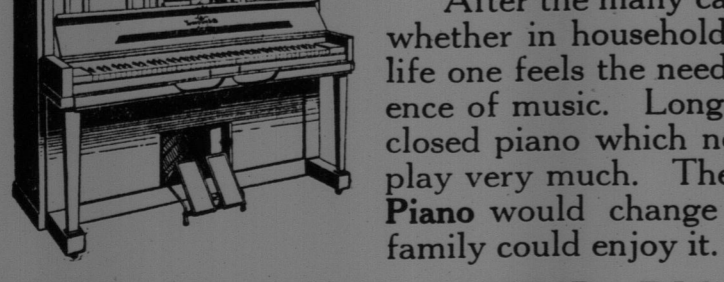 After the many
whether in household
life one feels the need
ence of music. Long
closed piano which
play very much. The
Piano would change
family could enjoy it.